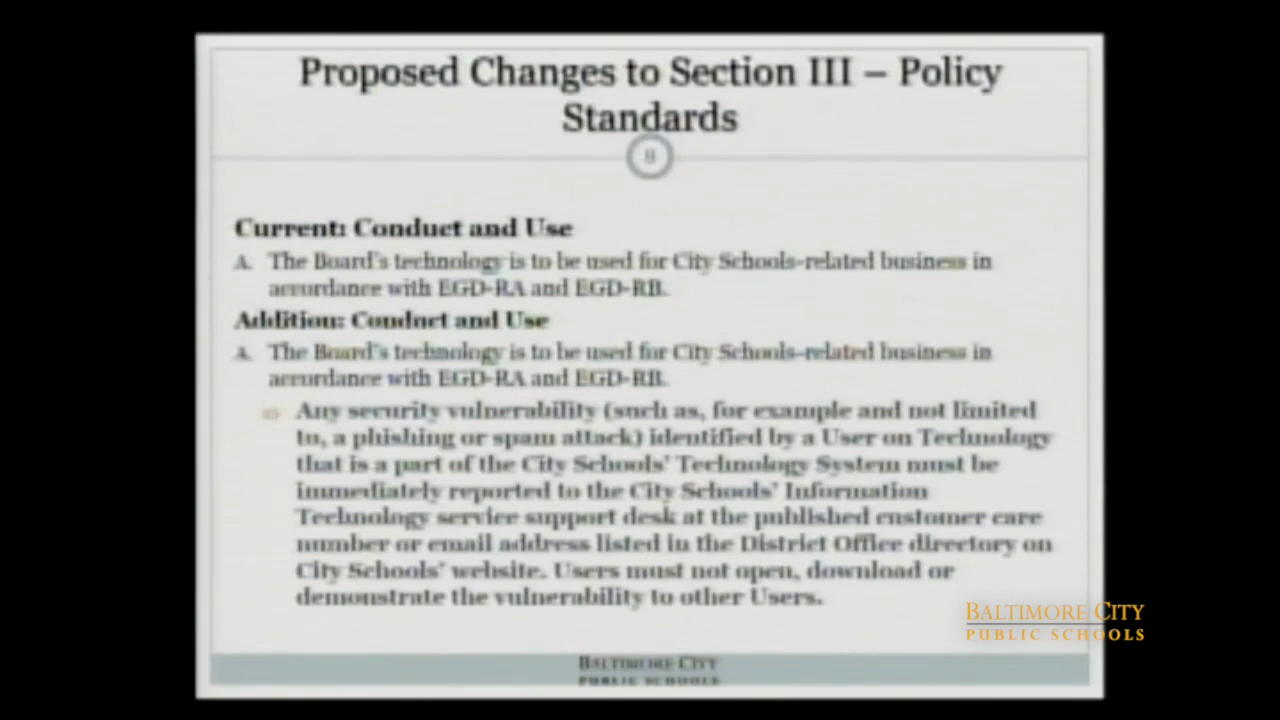 Proposed Changes to Section III – Policy
Standards
8
Current: Conduct and Use
A. The Board's technology is to be used for City Schools-related business in
accordance with EGD-RA and EGD-RB.
Addition: Conduct and Use
A. The Board's technology is to be used for City Schools-related business in
accordance with EGD-RA and EGD-RB.
Any security vulnerability (such as, for example and not limited
to, a phishing or spam attack) identified by a User on Technology
that is a part of the City Schools' Technology System must be
immediately reported to the City Schools' Information
Technology service support desk at the published customer care
number or email address listed in the District Office directory on
City Schools' website. Users must not open, download or
demonstrate the vulnerability to other Users.
BALTIMORE CITY
PUBLIC SCHOOLS
BALTIMORE CITY
PUBLIC SCHOOLS